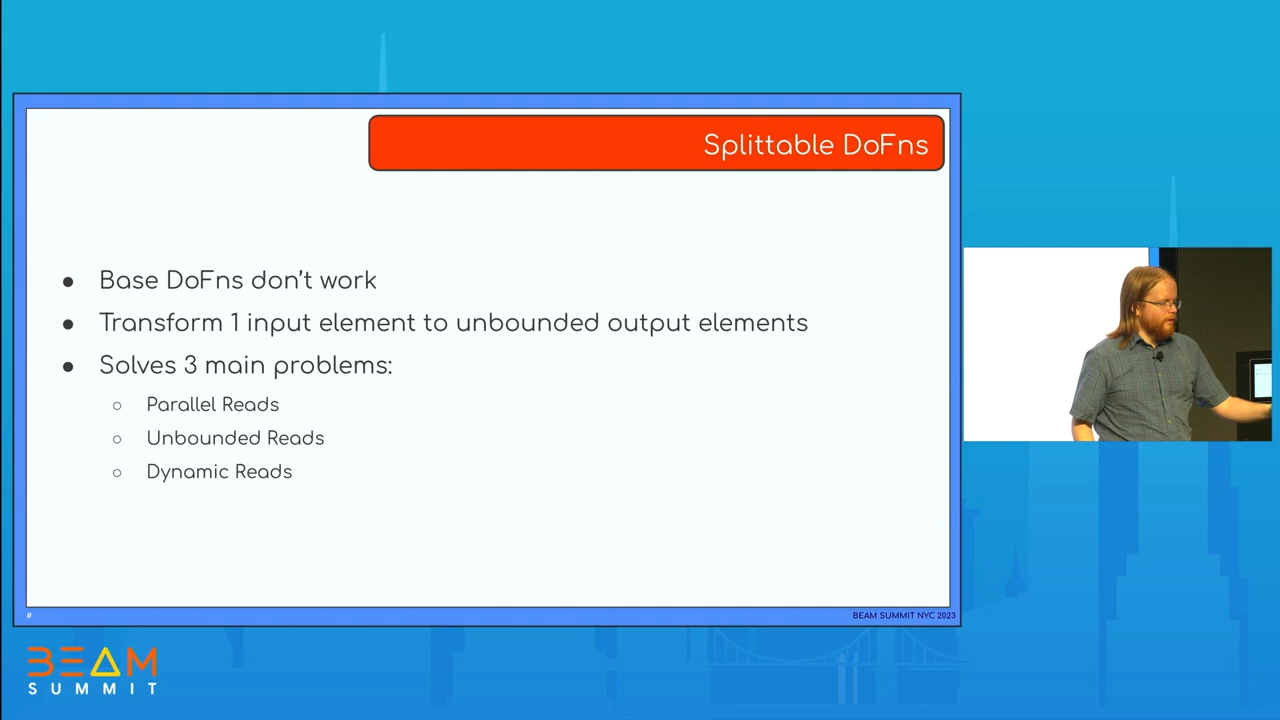 Splittable DoFns
● Base DoFns don't work
● Transform 1 input element to unbounded output elements
● Solves 3 main problems:
○ Parallel Reads
○ Unbounded Reads
○ Dynamic Reads
#
BEAM SUMMIT NYC 2023
BEAM
SUMMIT